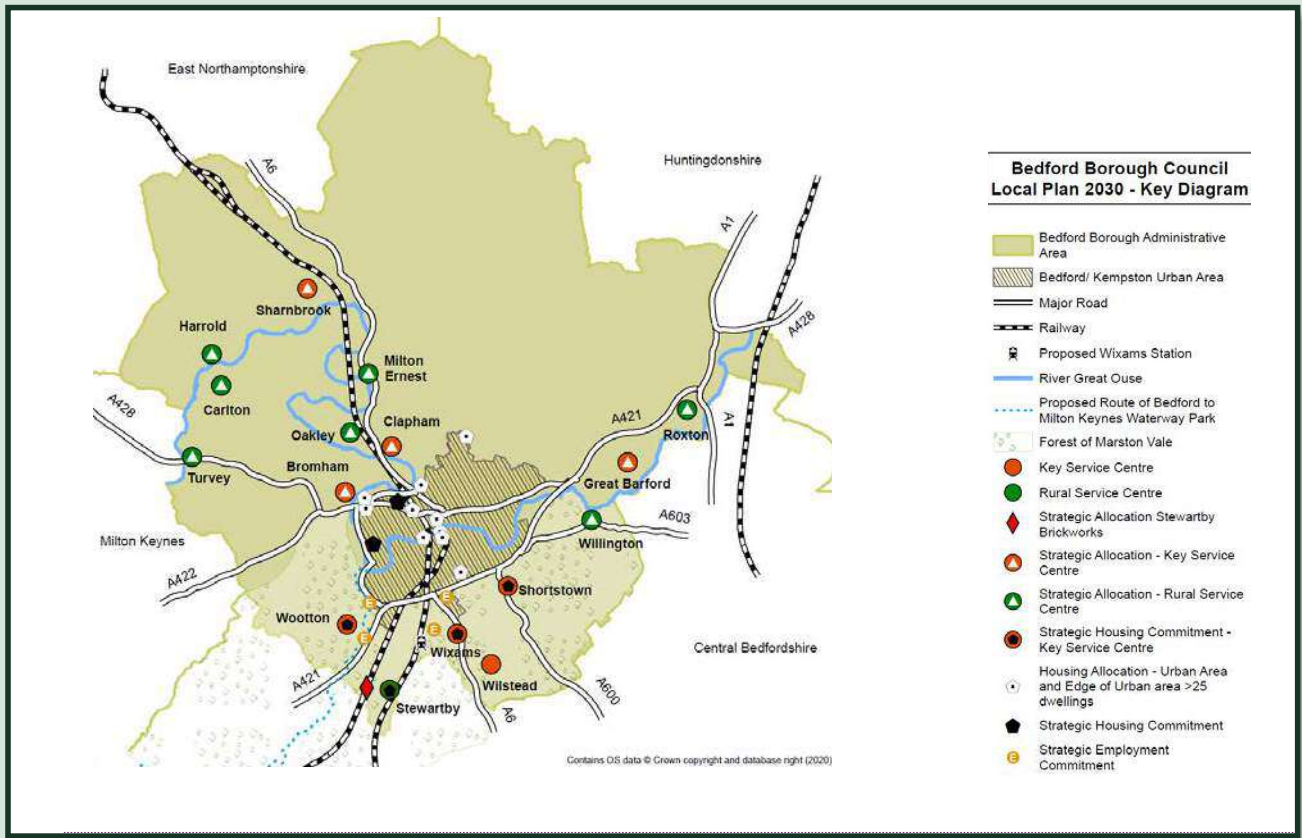 East Northamptonshire
Huntingdonshire
A6
A1
Sharnbrook
Harrold
A428
Milton
Ernest
Carlton
A428
Clapham
A421
A1
Oakley
Roxton
Bromham
Turvey
Great Barford
A603
Milton Keynes
Willington
A422
Shortstown
E
E
Wootton
E
E
Wixams
Central Bedfordshire
A421
Wilstead
A600
Stewartby
A6
Contains OS data © Crown copyright and database right (2020)
Bedford Borough Council
Local Plan 2030 - Key Diagram
Bedford Borough Administrative
Area
Bedford/ Kempston Urban Area
Major Road
Railway
Proposed Wixams Station
River Great Ouse
Proposed Route of Bedford to
Milton Keynes Waterway Park
Forest of Marston Vale
Key Service Centre
Rural Service Centre
Strategic Allocation Stewartby
Brickworks
Strategic Allocation - Key Service
Centre
Strategic Allocation - Rural Service
Centre
Strategic Housing Commitment -
Key Service Centre
Housing Allocation - Urban Area
and Edge of Urban area >25
dwellings
Strategic Housing Commitment
E
Strategic Employment
Commitment